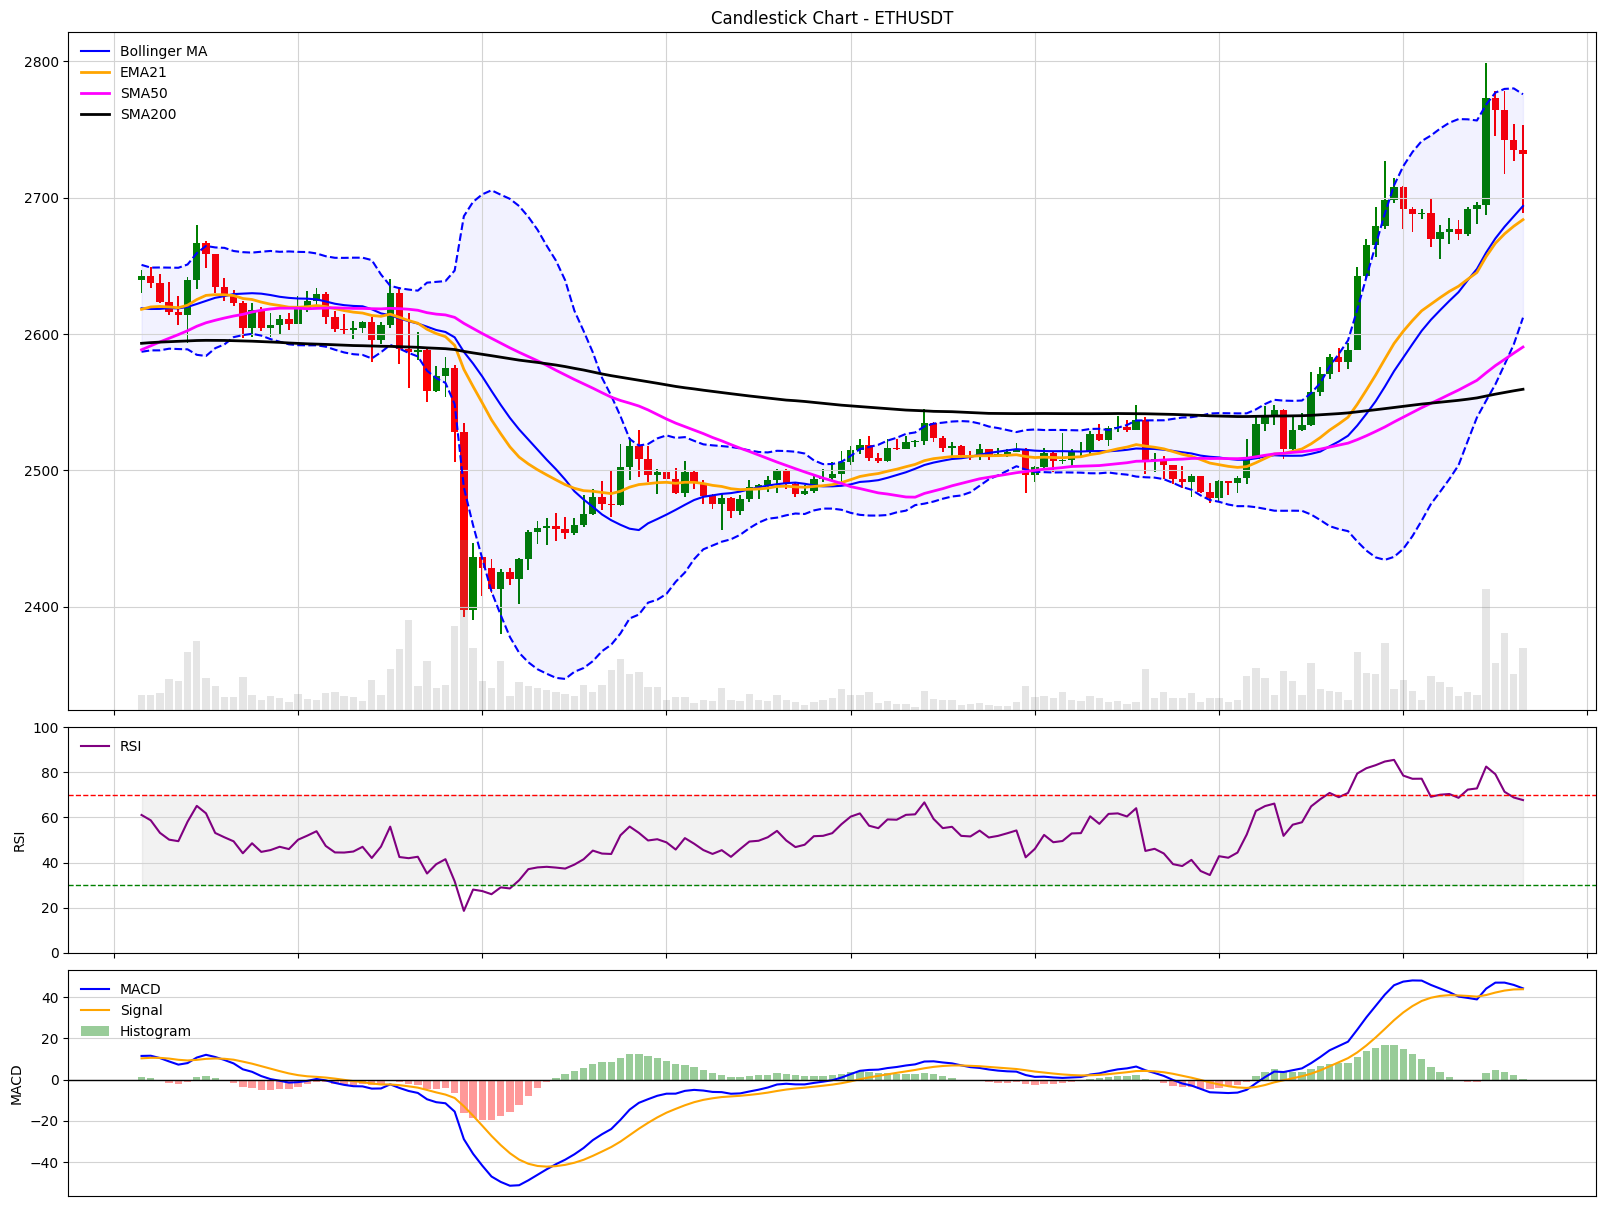 Candlestick Chart - ETHUSDT
Bollinger MA
EMA21
SMA50
SMA200
2800
2700
2600
2500
2400
RSI
RSI
100
80
60
40
20
0
MACD
Signal
Histogram
MACD
40
20
0
−20
−40